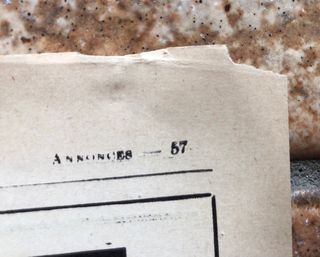 ANNONCES — 57